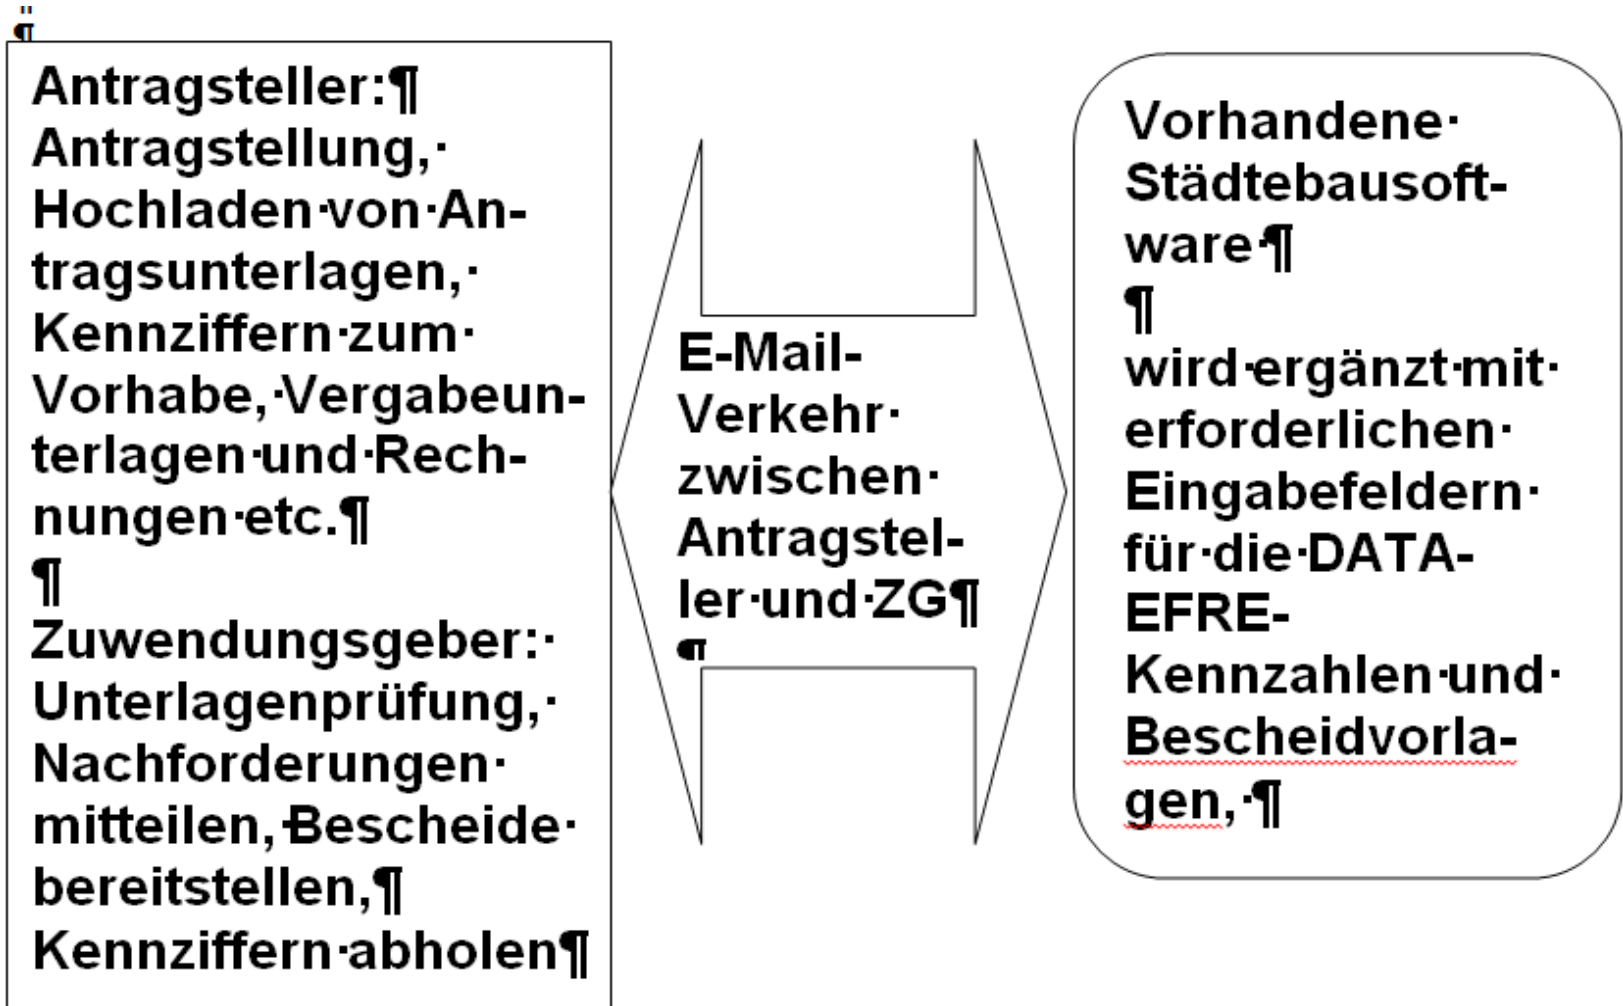 ¶
Antragsteller:¶
Antragstellung,·
Hochladen·von·An-
tragsunterlagen,·
Kennziffern·zum·
Vorhabe,·Vergabeun-
terlagen·und·Rech-
nungen·etc.¶
¶
Zuwendungsgeber:·
Unterlagenprüfung,·
Nachforderungen·
mitteilen,·Bescheide·
bereitstellen,¶
Kennziffern·abholen¶
E-Mail-
Verkehr·
zwischen·
Antragstel-
ler·und·ZG¶
¶
Vorhandene·
Städtebausoft-
ware·¶
¶
wird·ergänzt·mit·
erforderlichen·
Eingabefeldern·
für·die·DATA-
EFRE-
Kennzahlen·und·
Bescheidvorla-
gen,·¶